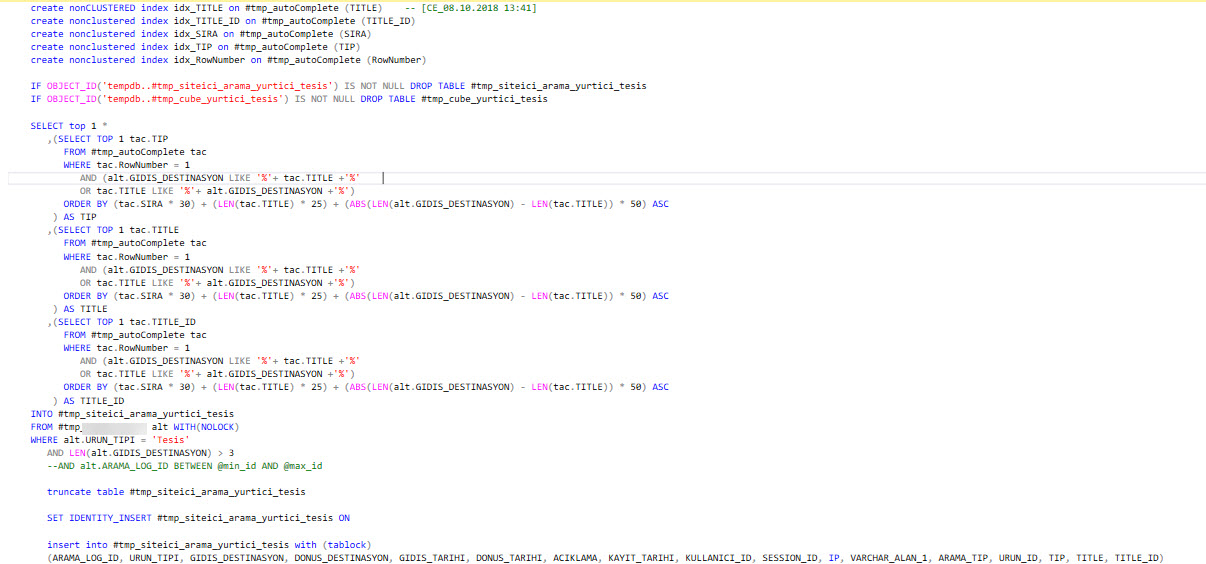 create nonCLUSTERED index idx_TITLE on #tmp_autoComplete (TITLE)    -- [CE_08.10.2018 13:41]
create nonclustered index idx_TITLE_ID on #tmp_autoComplete (TITLE_ID)
create nonclustered index idx_SIRA on #tmp_autoComplete (SIRA)
create nonclustered index idx_TIP on #tmp_autoComplete (TIP)
create nonclustered index idx_RowNumber on #tmp_autoComplete (RowNumber)

IF OBJECT_ID('tempdb..#tmp_siteici_arama_yurtici_tesis') IS NOT NULL DROP TABLE #tmp_siteici_arama_yurtici_tesis
IF OBJECT_ID('tempdb..#tmp_cube_yurtici_tesis') IS NOT NULL DROP TABLE #tmp_cube_yurtici_tesis

SELECT top 1 *
   ,(SELECT TOP 1 tac.TIP
      FROM #tmp_autoComplete tac
      WHERE tac.RowNumber = 1
         AND (alt.GIDIS_DESTINASYON LIKE '%'+ tac.TITLE +'%'
         OR tac.TITLE LIKE '%'+ alt.GIDIS_DESTINASYON +'%')
      ORDER BY (tac.SIRA * 30) + (LEN(tac.TITLE) * 25) + (ABS(LEN(alt.GIDIS_DESTINASYON) - LEN(tac.TITLE)) * 50) ASC
    ) AS TIP
   ,(SELECT TOP 1 tac.TITLE
      FROM #tmp_autoComplete tac
      WHERE tac.RowNumber = 1
         AND (alt.GIDIS_DESTINASYON LIKE '%'+ tac.TITLE +'%'
         OR tac.TITLE LIKE '%'+ alt.GIDIS_DESTINASYON +'%')
      ORDER BY (tac.SIRA * 30) + (LEN(tac.TITLE) * 25) + (ABS(LEN(alt.GIDIS_DESTINASYON) - LEN(tac.TITLE)) * 50) ASC
    ) AS TITLE
   ,(SELECT TOP 1 tac.TITLE_ID
      FROM #tmp_autoComplete tac
      WHERE tac.RowNumber = 1
         AND (alt.GIDIS_DESTINASYON LIKE '%'+ tac.TITLE +'%'
         OR tac.TITLE LIKE '%'+ alt.GIDIS_DESTINASYON +'%')
      ORDER BY (tac.SIRA * 30) + (LEN(tac.TITLE) * 25) + (ABS(LEN(alt.GIDIS_DESTINASYON) - LEN(tac.TITLE)) * 50) ASC
    ) AS TITLE_ID
INTO #tmp_siteici_arama_yurtici_tesis
FROM #tmp_ alt WITH(NOLOCK)
WHERE alt.URUN_TIPI = 'Tesis'
   AND LEN(alt.GIDIS_DESTINASYON) > 3
   --AND alt.ARAMA_LOG_ID BETWEEN @min_id AND @max_id

   truncate table #tmp_siteici_arama_yurtici_tesis

   SET IDENTITY_INSERT #tmp_siteici_arama_yurtici_tesis ON

   insert into #tmp_siteici_arama_yurtici_tesis with (tablock)
   (ARAMA_LOG_ID, URUN_TIPI, GIDIS_DESTINASYON, DONUS_DESTINASYON, GIDIS_TARIHI, DONUS_TARIHI, ACIKLAMA, KAYIT_TARIHI, KULLANICI_ID, SESSION_ID, IP, VARCHAR_ALAN_1, ARAMA_TIP, URUN_ID, TIP, TITLE, TITLE_ID)